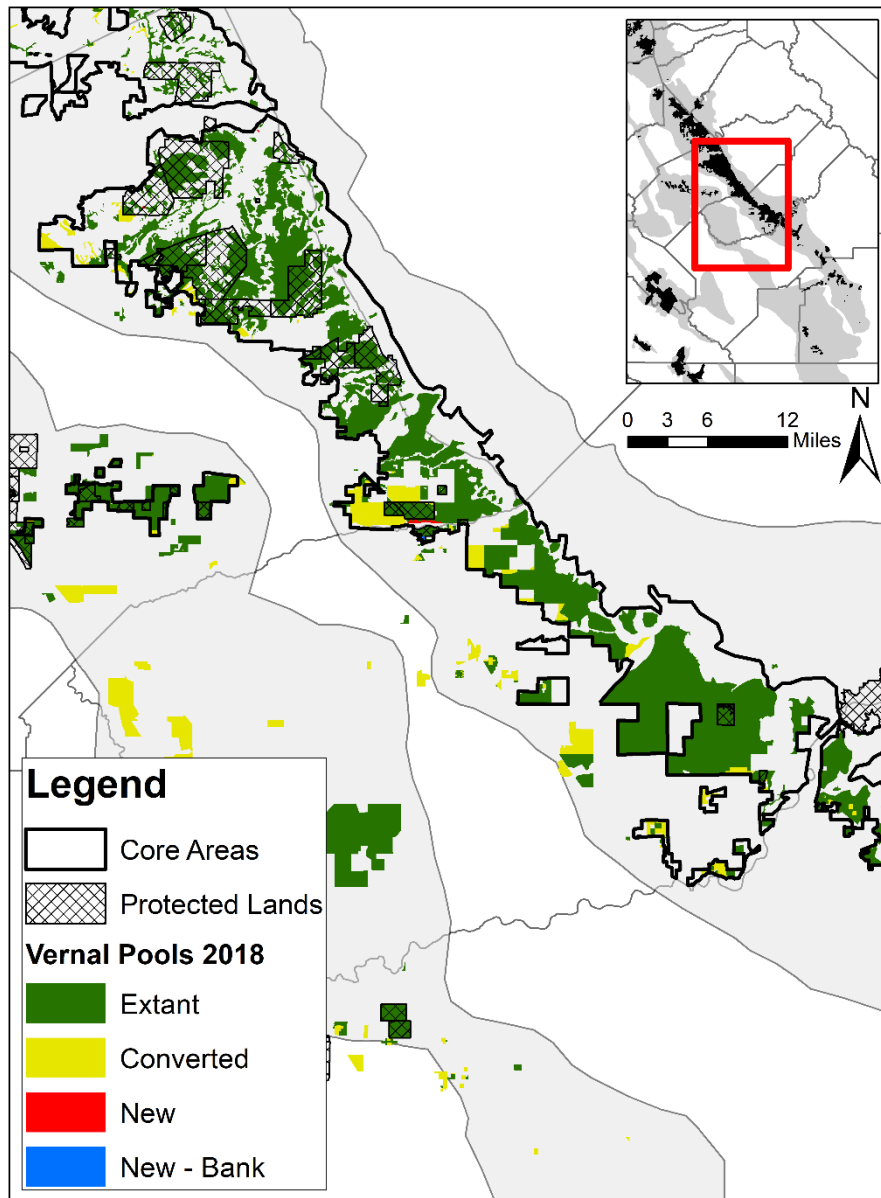 N
0 3 6 12
Miles
Legend
Core Areas
Protected Lands
Vernal Pools 2018
Extant
Converted
New
New - Bank